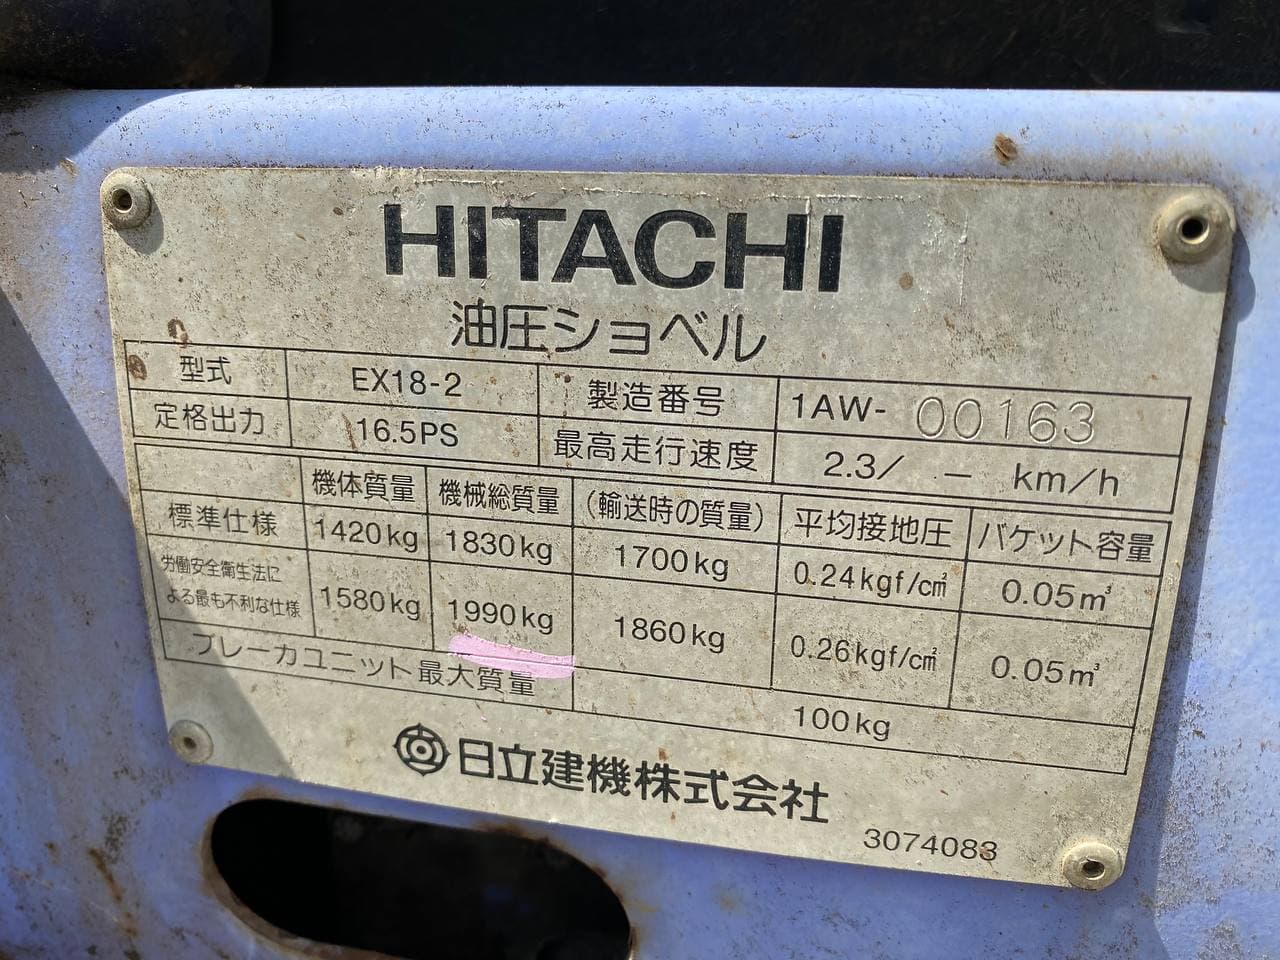 HITACHI
油圧ショベル
型式 EX18-2 製造番号 1AW-00163
定格出力 16.5PS 最高走行速度 2.3/ - km/h
機体質量 機械総質量 (輸送時の質量) 平均接地圧 バケット容量
標準仕様 1420kg 1830kg 1700kg 0.24kgf/c㎡ 0.05m³
労働安全衛生法に
よる最も不利な仕様 1580kg 1990kg 1860kg 0.26kgf/c㎡ 0.05m³
ブレーカユニット最大質量 100kg
日立建機株式会社
3074083